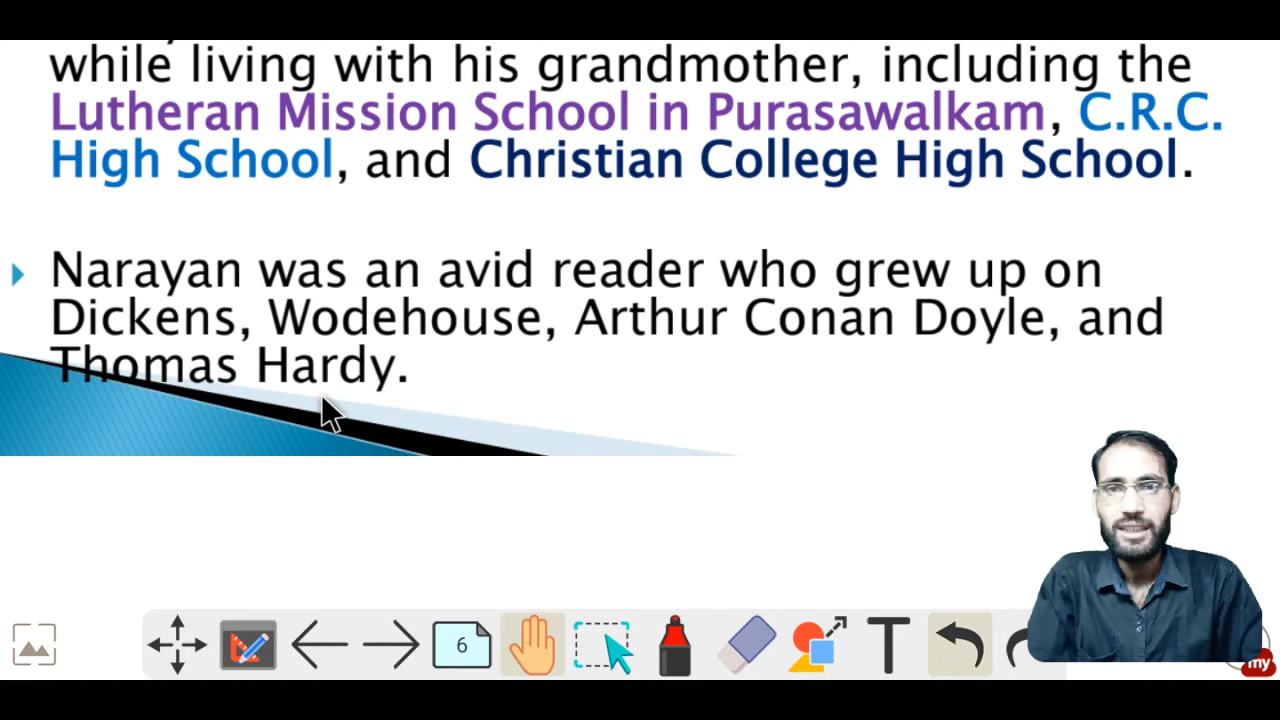 while living with his grandmother, including the
Lutheran Mission School in Purasawalkam, C.R.C.
High School, and Christian College High School.
Narayan was an avid reader who grew up on
Dickens, Wodehouse, Arthur Conan Doyle, and
Thomas Hardy.
6
T
my